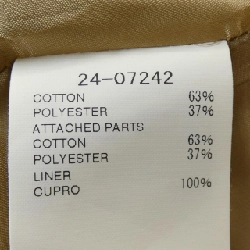 24-07242
COTTON 63%
POLYESTER 37%
ATTACHED PARTS
COTTON 63%
POLYESTER 37%
LINER
CUPRO 100%